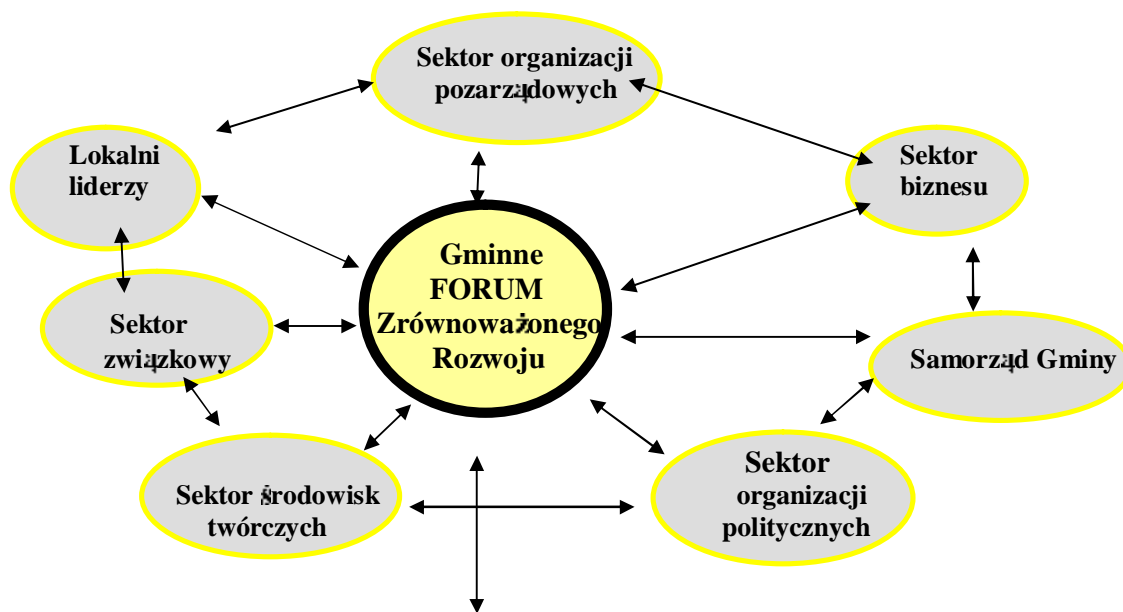 Sektor organizacji
pozarządowych
Lokalni
liderzy
Sektor
biznesu
Gminne
FORUM
Zrównoważonego
Rozwoju
Sektor
związkowy
Samorząd Gminy
Sektor środowisk
twórczych
Sektor
organizacji
politycznych